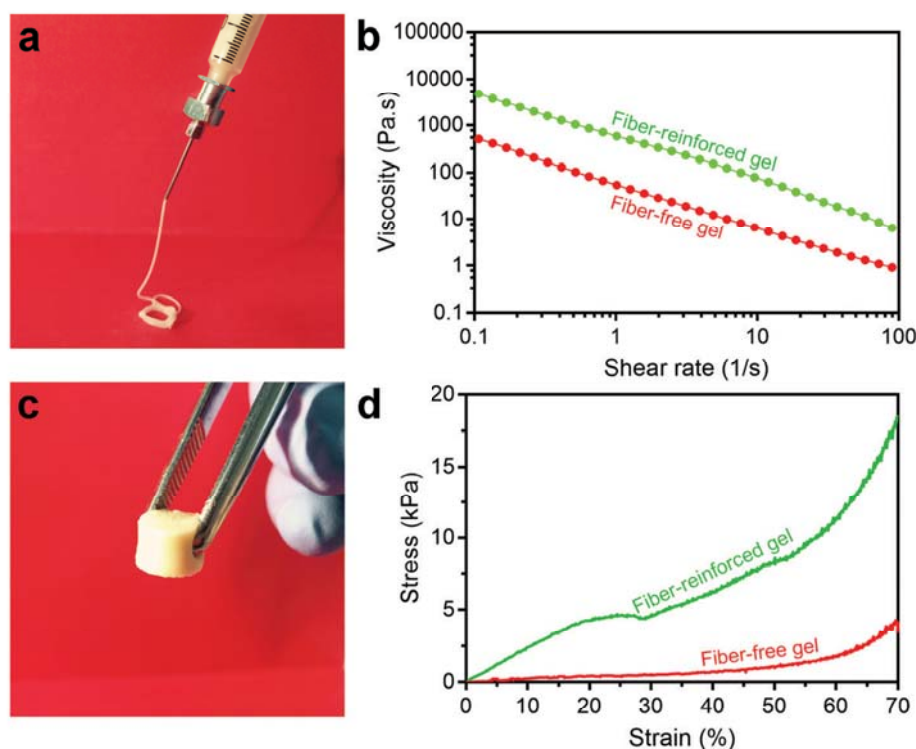 a
b
100000
10000
1000
100
10
1
0.1
Viscosity (Pa.s)
Fiber-reinforced gel
Fiber-free gel
0.1
1
10
100
Shear rate (1/s)
c
d
20
15
10
5
0
Stress (kPa)
Fiber-reinforced gel
Fiber-free gel
0
10
20
30
40
50
60
70
Strain (%)